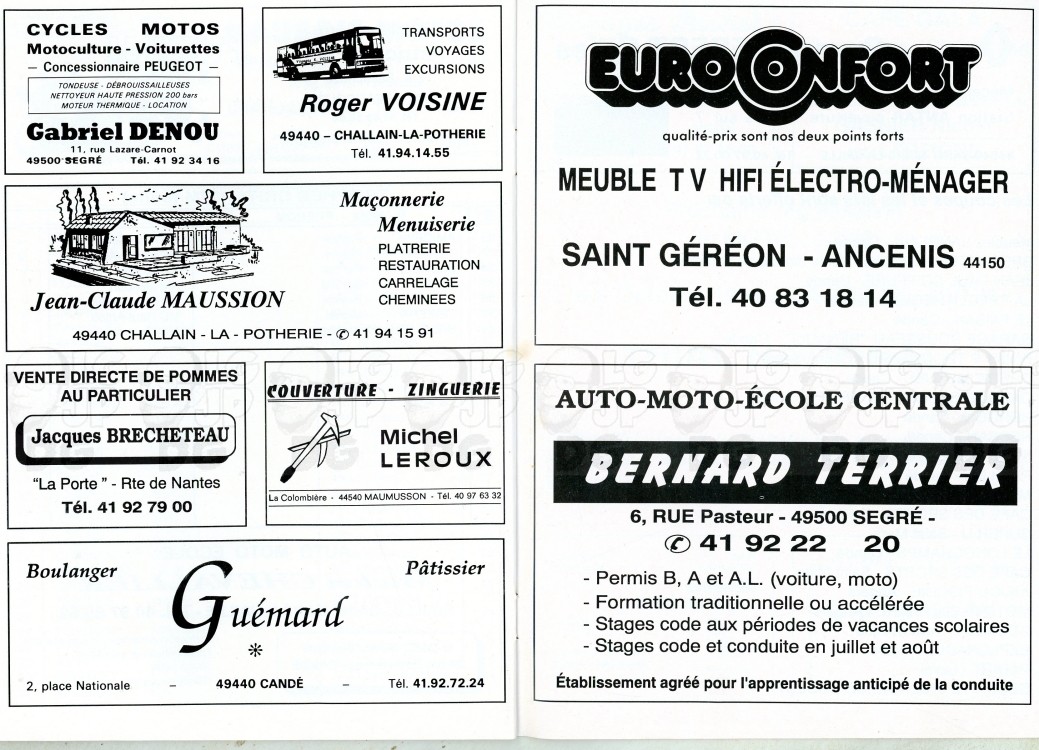 CYCLES MOTOS
Motoculture - Voiturettes
— Concessionnaire PEUGEOT —
TONDEUSE - DÉBROUISSAILLEUSES
NETTOYEUR HAUTE PRESSION 200 bars
MOTEUR THERMIQUE - LOCATION
Gabriel DENOU
11, rue Lazare-Carnot
49500 SEGRÉ Tél. 41 92 34 16
TRANSPORTS
VOYAGES
EXCURSIONS
Roger VOISINE
49440 – CHALLAIN-LA-POTHERIE
Tél. 41.94.14.55
Maçonnerie
Menuiserie
PLATRERIE
RESTAURATION
CARRELAGE
CHEMINEES
Jean-Claude MAUSSION
49440 CHALLAIN - LA - POTHERIE - ✆ 41 94 15 91
VENTE DIRECTE DE POMMES
AU PARTICULIER
Jacques BRECHETEAU
"La Porte" - Rte de Nantes
Tél. 41 92 79 00
COUVERTURE - ZINGUERIE
Michel
LEROUX
La Colombière - 44540 MAUMUSSON - Tél. 40 97 63 32
Boulanger Pâtissier
Guémard
*
2, place Nationale – 49440 CANDÉ – Tél. 41.92.72.24
EUROCONFORT
qualité-prix sont nos deux points forts
MEUBLE TV HIFI ÉLECTRO-MÉNAGER
SAINT GÉRÉON - ANCENIS 44150
Tél. 40 83 18 14
AUTO-MOTO-ÉCOLE CENTRALE
BERNARD TERRIER
6, RUE Pasteur - 49500 SEGRÉ -
✆ 41 92 22 20
- Permis B, A et A.L. (voiture, moto)
- Formation traditionnelle ou accélérée
- Stages code aux périodes de vacances scolaires
- Stages code et conduite en juillet et août
Établissement agréé pour l'apprentissage anticipé de la conduite
LG JP DG